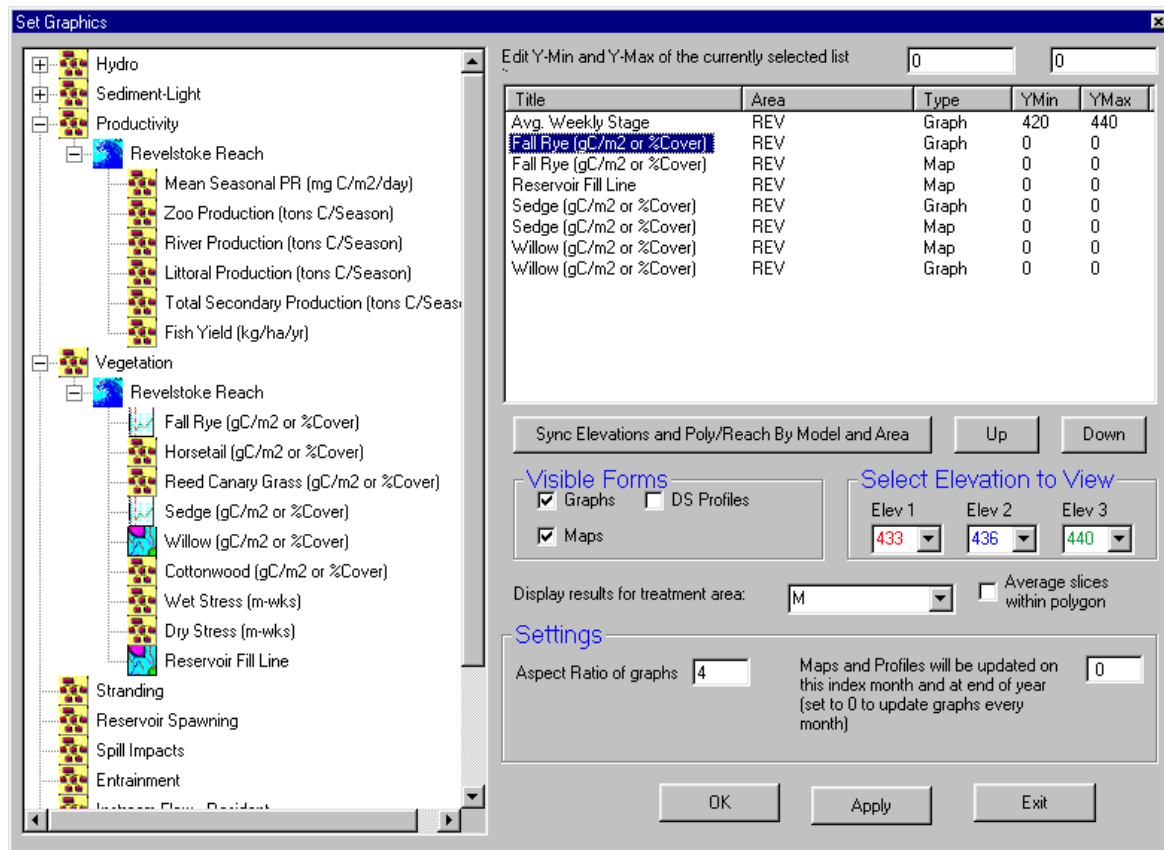 Set Graphics
Hydro
Sediment-Light
Productivity
Revelstoke Reach
Mean Seasonal PR (mg C/m2/day)
Zoo Production (tons C/Season)
River Production (tons C/Season)
Littoral Production (tons C/Season)
Total Secondary Production (tons C/Seas
Fish Yield (kg/ha/yr)
Vegetation
Revelstoke Reach
Fall Rye (gC/m2 or %Cover)
Horsetail (gC/m2 or %Cover)
Reed Canary Grass (gC/m2 or %Cover)
Sedge (gC/m2 or %Cover)
Willow (gC/m2 or %Cover)
Cottonwood (gC/m2 or %Cover)
Wet Stress (m-wks)
Dry Stress (m-wks)
Reservoir Fill Line
Stranding
Reservoir Spawning
Spill Impacts
Entrainment
Edit Y-Min and Y-Max of the currently selected list 0 0
Title Area Type YMin YMax
Avg. Weekly Stage REV Graph 420 440
Fall Rye (gC/m2 or %Cover) REV Graph 0 0
Fall Rye (gC/m2 or %Cover) REV Map 0 0
Reservoir Fill Line REV Map 0 0
Sedge (gC/m2 or %Cover) REV Graph 0 0
Sedge (gC/m2 or %Cover) REV Map 0 0
Willow (gC/m2 or %Cover) REV Map 0 0
Willow (gC/m2 or %Cover) REV Graph 0 0
Sync Elevations and Poly/Reach By Model and Area Up Down
Visible Forms
Graphs DS Profiles
Maps
Select Elevation to View
Elev 1 Elev 2 Elev 3
433 436 440
Display results for treatment area: M
Average slices
within polygon
Settings
Aspect Ratio of graphs 4
Maps and Profiles will be updated on
this index month and at end of year
(set to 0 to update graphs every
month)
0
OK Apply Exit